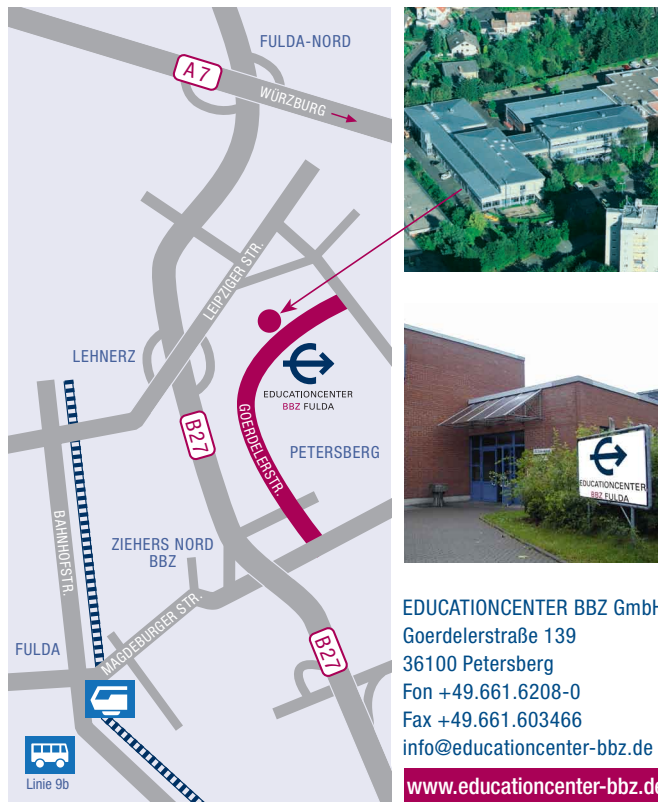 FULDA-NORD
A7
WÜRZBURG
LEIPZIGER STR.
LEHNERZ
EDUCATIONCENTER
BBZ FULDA
B27
GOERDELERSTR.
PETERSBERG
BAHNHOFSTR.
ZIEHERS NORD
BBZ
MAGDEBURGER STR.
FULDA
B27
Linie 9b
EDUCATIONCENTER
BBZ FULDA
EDUCATIONCENTER BBZ GmbH
Goerdelerstraße 139
36100 Petersberg
Fon +49.661.6208-0
Fax +49.661.603466
info@educationcenter-bbz.de
www.educationcenter-bbz.de